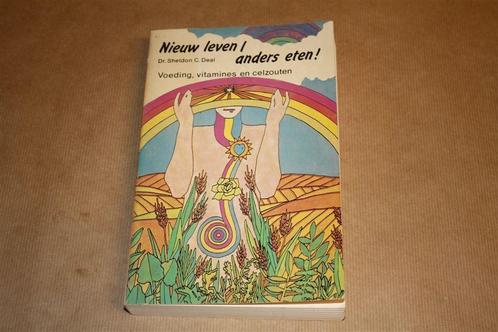 Nieuw leven!
Dr. Sheldon C. Deal
anders eten!
Voeding, vitamines en celzouten